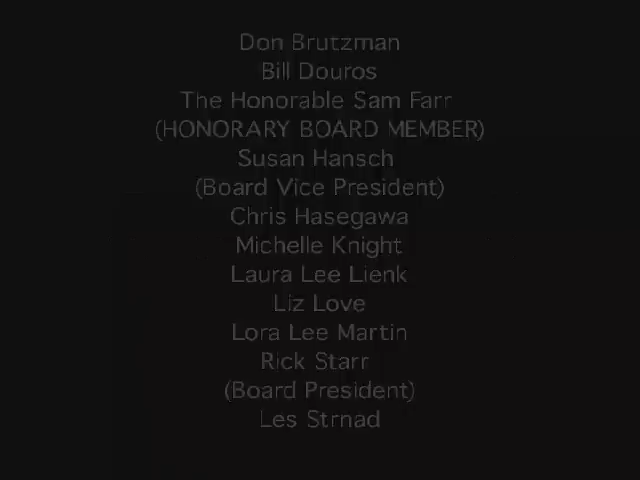 Don Brutzman
Bill Douros
The Honorable Sam Farr
(HONORARY BOARD MEMBER)
Susan Hansch
(Board Vice President)
Chris Hasegawa
Michelle Knight
Laura Lee Lienk
Liz Love
Lora Lee Martin
Rick Starr
(Board President)
Les Strnad